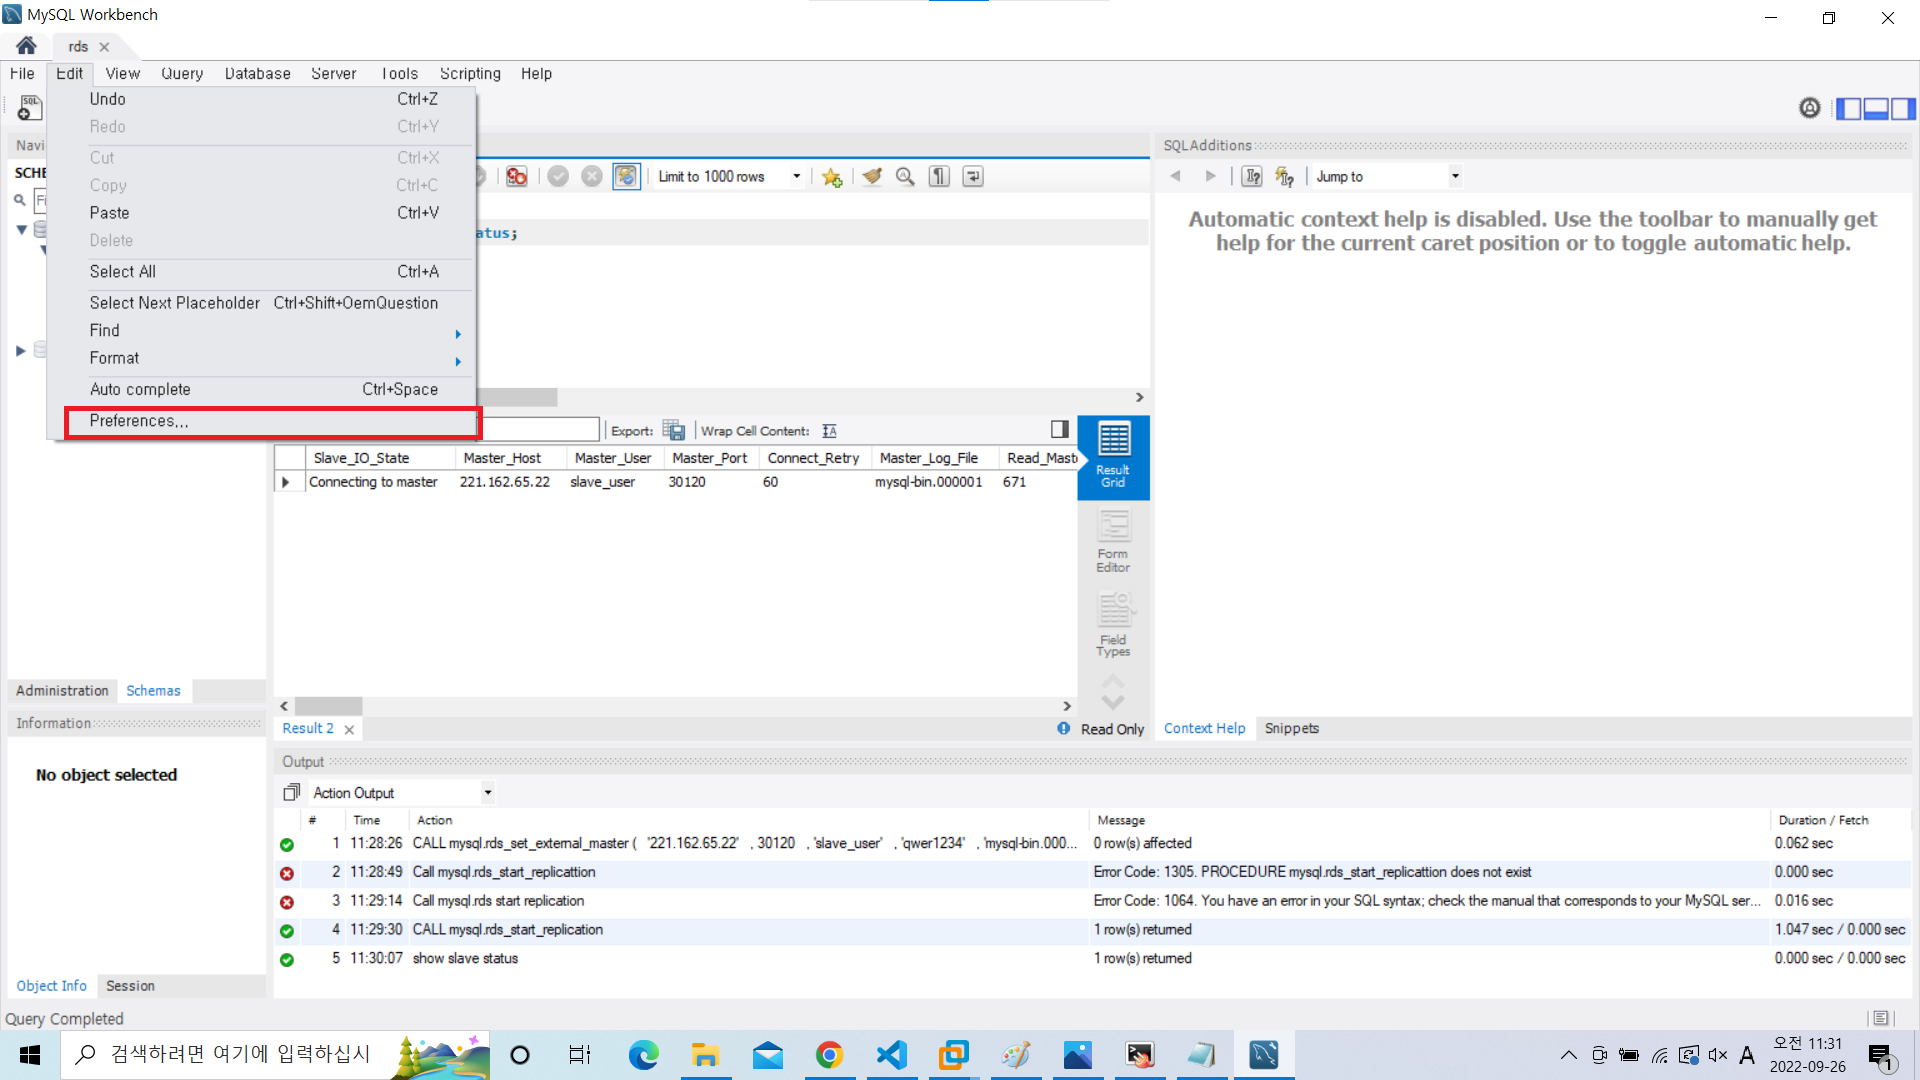 MySQL Workbench
rds
File Edit View Query Database Server Tools Scripting Help
Undo Ctrl+Z
Redo Ctrl+Y
Cut Ctrl+X
Copy Ctrl+C
Paste Ctrl+V
Delete
Select All Ctrl+A
Select Next Placeholder Ctrl+Shift+OemQuestion
Find
Format
Auto complete Ctrl+Space
Preferences...
SQL
Navi
SCHE
Fi
Limit to 1000 rows
atus;
SQLAdditions
Jump to
Automatic context help is disabled. Use the toolbar to manually get
help for the current caret position or to toggle automatic help.
Export: Wrap Cell Content:
Slave_IO_State Master_Host Master_User Master_Port Connect_Retry Master_Log_File Read_Maste
Connecting to master 221.162.65.22 slave_user 30120 60 mysql-bin.000001 671
Result
Grid
Form
Editor
Field
Types
Administration Schemas
Information
No object selected
Object Info Session
Result 2 Read Only
Context Help Snippets
Output
Action Output
# Time Action Message Duration / Fetch
1 11:28:26 CALL mysql.rds_set_external_master ( '221.162.65.22' , 30120 , 'slave_user' , 'qwer1234' , 'mysql-bin.000... 0 row(s) affected 0.062 sec
2 11:28:49 Call mysql.rds_start_replicattion Error Code: 1305. PROCEDURE mysql.rds_start_replicattion does not exist 0.000 sec
3 11:29:14 Call mysql.rds start replication Error Code: 1064. You have an error in your SQL syntax; check the manual that corresponds to your MySQL ser... 0.016 sec
4 11:29:30 CALL mysql.rds_start_replication 1 row(s) returned 1.047 sec / 0.000 sec
5 11:30:07 show slave status 1 row(s) returned 0.000 sec / 0.000 sec
Query Completed
검색하려면 여기에 입력하십시
A
오전 11:31
2022-09-26
1